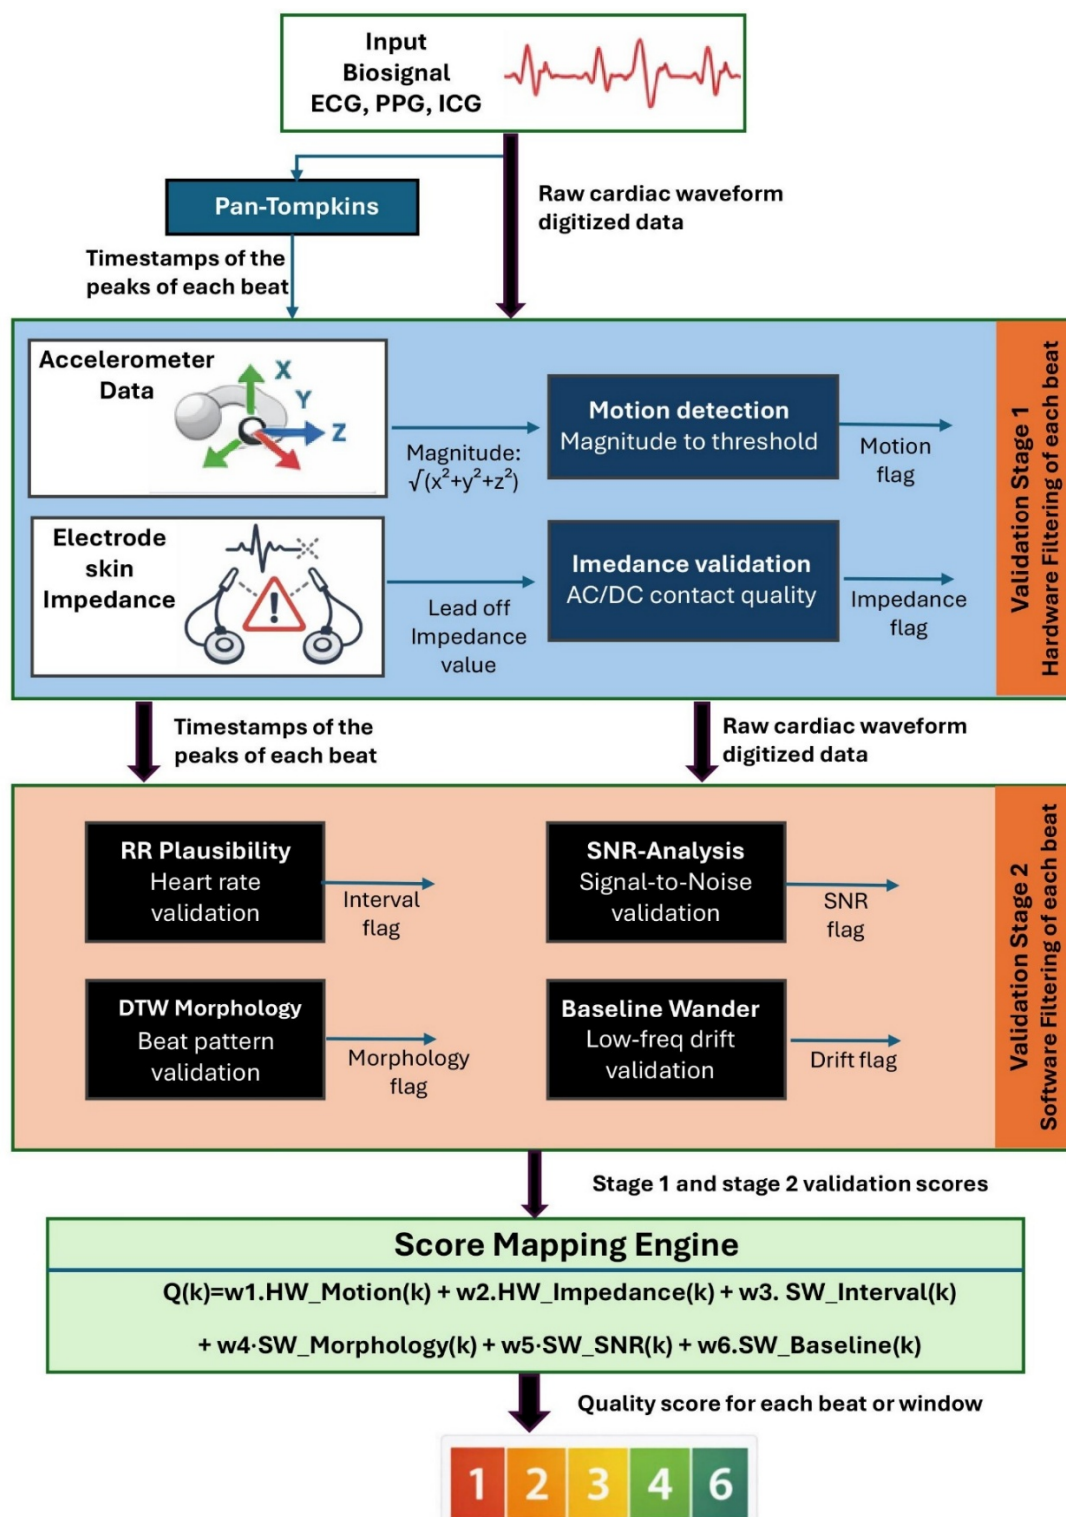 Input
Biosignal
ECG, PPG, ICG
Pan-Tompkins
Raw cardiac waveform
digitized data
Timestamps of the
peaks of each beat
Accelerometer
Data
X
Y
Z
Magnitude:
√(x²+y²+z²)
Motion detection
Magnitude to threshold
Motion
flag
Electrode
skin
Impedance
!
Lead off
Impedance
value
Imedance validation
AC/DC contact quality
Impedance
flag
Validation Stage 1
Hardware Filtering of each beat
Timestamps of the
peaks of each beat
Raw cardiac waveform
digitized data
RR Plausibility
Heart rate
validation
Interval
flag
SNR-Analysis
Signal-to-Noise
validation
SNR
flag
DTW Morphology
Beat pattern
validation
Morphology
flag
Baseline Wander
Low-freq drift
validation
Drift flag
Validation Stage 2
Software Filtering of each beat
Stage 1 and stage 2 validation scores
Score Mapping Engine
Q(k)=w1.HW_Motion(k) + w2.HW_Impedance(k) + w3. SW_Interval(k)
+ w4·SW_Morphology(k) + w5·SW_SNR(k) + w6.SW_Baseline(k)
Quality score for each beat or window
1 2 3 4 6